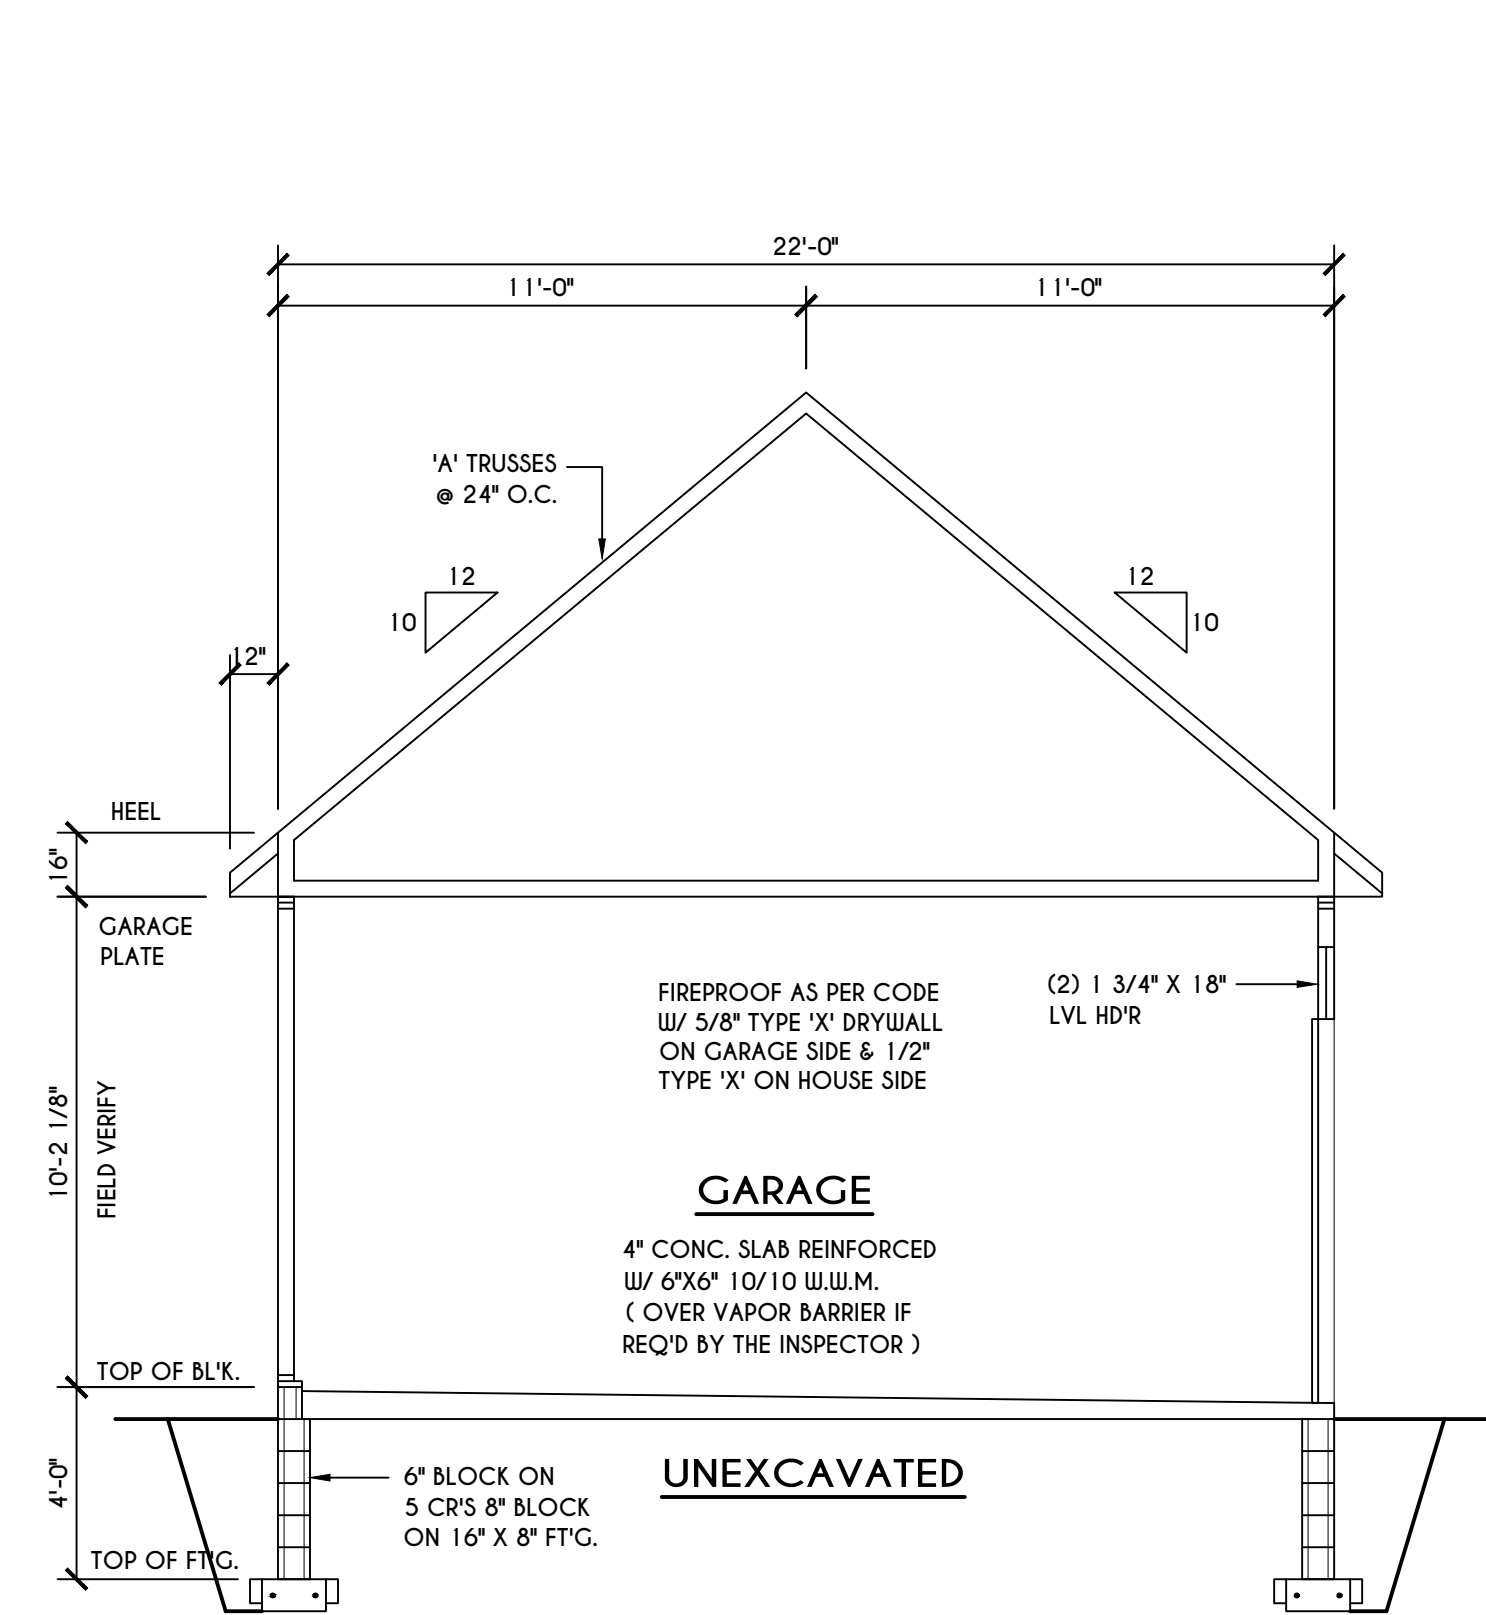 22'-0"
11'-0"
11'-0"
'A' TRUSSES
@ 24" O.C.
12
10
12
10
12"
HEEL
16"
GARAGE
PLATE
FIREPROOF AS PER CODE
W/ 5/8" TYPE 'X' DRYWALL
ON GARAGE SIDE & 1/2"
TYPE 'X' ON HOUSE SIDE
(2) 1 3/4" X 18"
LVL HD'R
10'-2 1/8"
FIELD VERIFY
GARAGE
4" CONC. SLAB REINFORCED
W/ 6"X6" 10/10 W.W.M.
( OVER VAPOR BARRIER IF
REQ'D BY THE INSPECTOR )
TOP OF BL'K.
4'-0"
UNEXCAVATED
6" BLOCK ON
5 CR'S 8" BLOCK
ON 16" X 8" FT'G.
TOP OF FT'G.